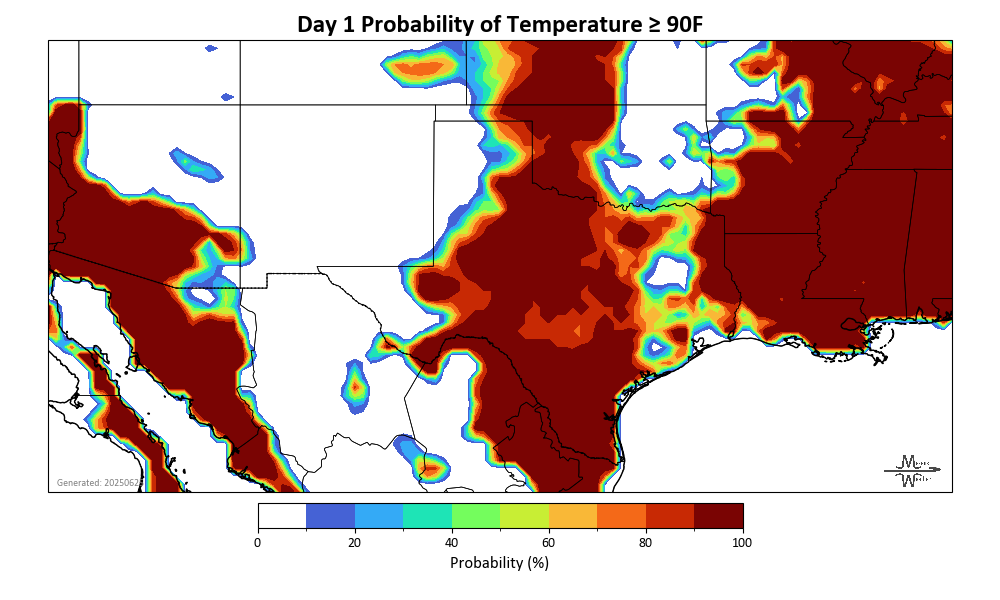 Day 1 Probability of Temperature ≥ 90F
Generated: 2025062
0 20 40 60 80 100
Probability (%)